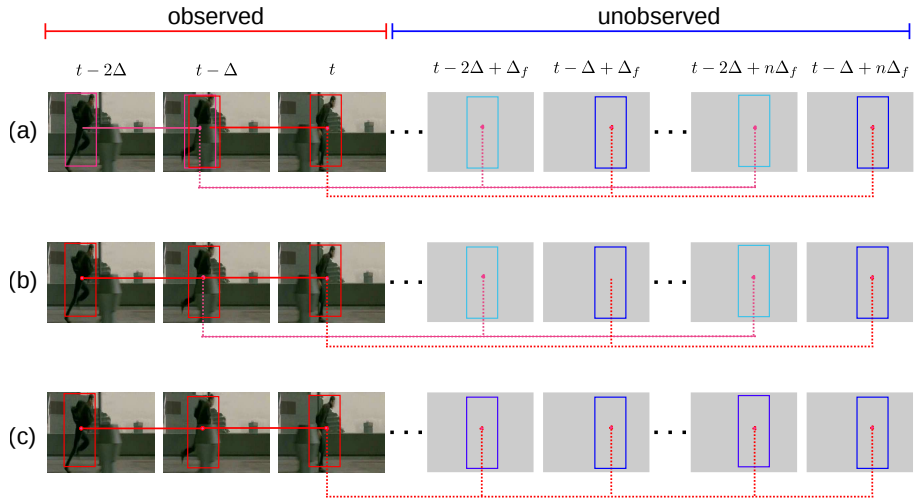 observed unobserved
t − 2Δ t − Δ t t − 2Δ + Δ_f t − Δ + Δ_f t − 2Δ + nΔ_f t − Δ + nΔ_f
(a) ... ...
(b) ... ...
(c) ... ...